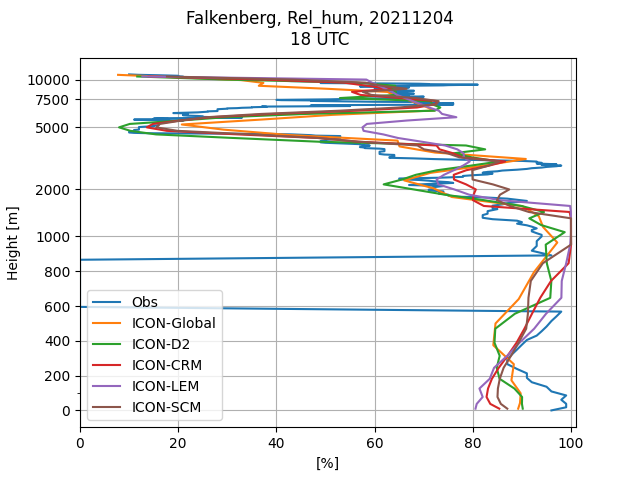 Falkenberg, Rel_hum, 20211204
18 UTC
10000
7500
5000
2000
1000
800
600
400
200
0
Height [m]
Obs
ICON-Global
ICON-D2
ICON-CRM
ICON-LEM
ICON-SCM
0 20 40 60 80 100
[%]